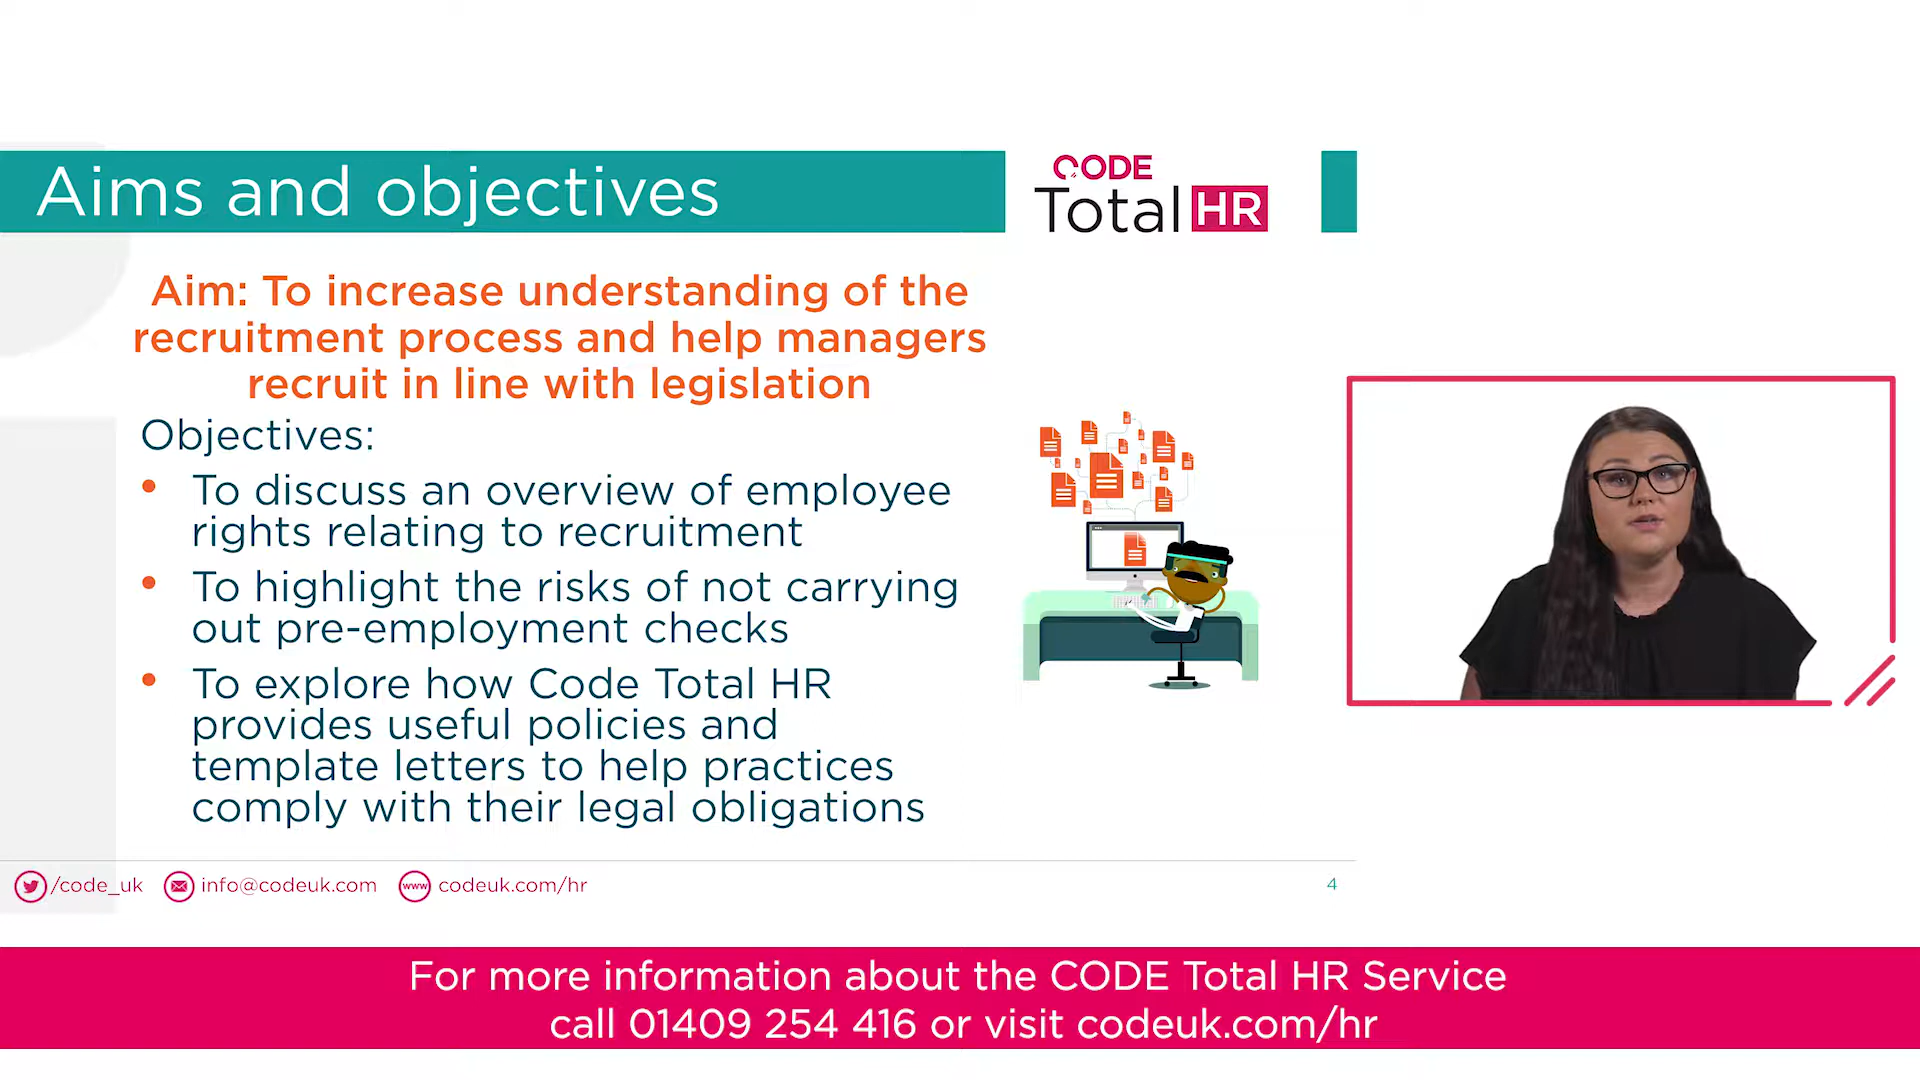 Aims and objectives
CODE
Total HR
Aim: To increase understanding of the
recruitment process and help managers
recruit in line with legislation
Objectives:
• To discuss an overview of employee
rights relating to recruitment
• To highlight the risks of not carrying
out pre-employment checks
• To explore how Code Total HR
provides useful policies and
template letters to help practices
comply with their legal obligations
/code_uk info@codeuk.com www codeuk.com/hr
4
For more information about the CODE Total HR Service
call 01409 254 416 or visit codeuk.com/hr